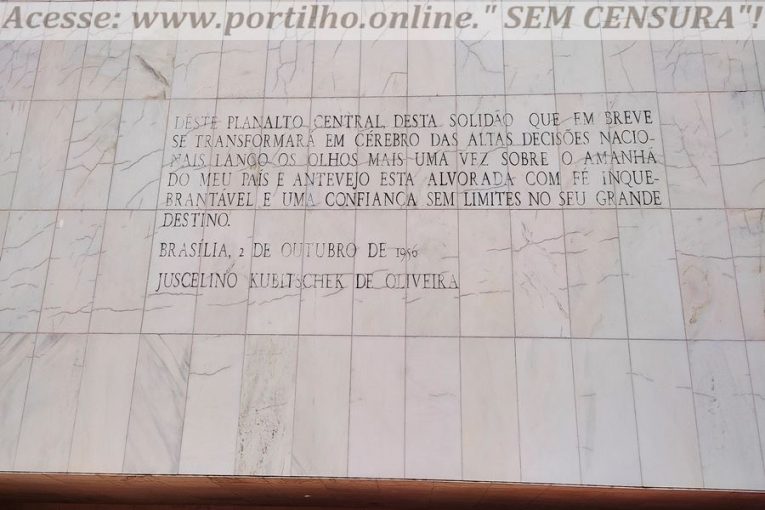 Acesse: www.portilho.online." SEM CENSURA"!
DESTE PLANALTO CENTRAL, DESTA SOLIDÃO QUE EM BREVE
SE TRANSFORMARÁ EM CÉREBRO DAS ALTAS DECISÕES NACIO-
NAIS, LANÇO OS OLHOS MAIS UMA VEZ SOBRE O AMANHÃ
DO MEU PAÍS E ANTEVEJO ESTA ALVORADA COM FÉ INQUE-
BRANTÁVEL E UMA CONFIANÇA SEM LIMITES NO SEU GRANDE
DESTINO.
BRASÍLIA, 2 DE OUTUBRO DE 1956
JUSCELINO KUBITSCHEK DE OLIVEIRA